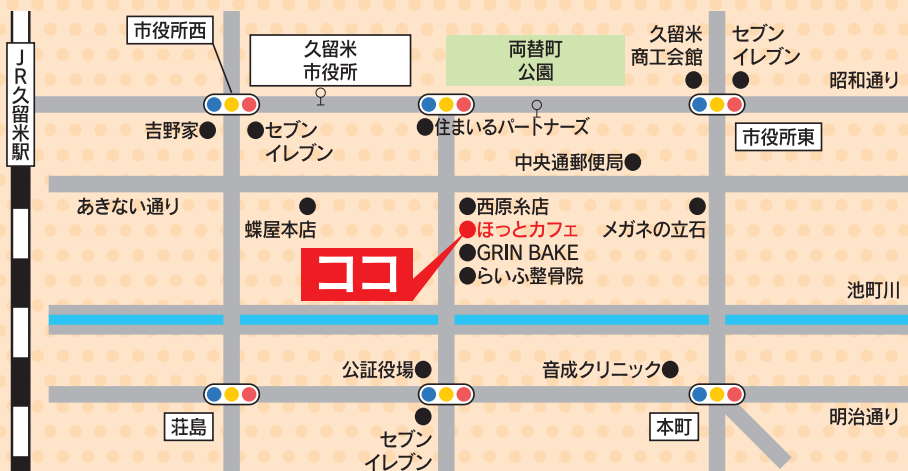 市役所西
久留米
市役所
両替町
公園
久留米
商工会館
セブン
イレブン
昭和通り
JR久留米駅
吉野家
セブン
イレブン
住まいるパートナーズ
市役所東
中央通郵便局
あきない通り
蝶屋本店
西原糸店
ほっとカフェ
GRIN BAKE
らいふ整骨院
メガネの立石
ココ
池町川
公証役場
音成クリニック
荘島
セブン
イレブン
本町
明治通り